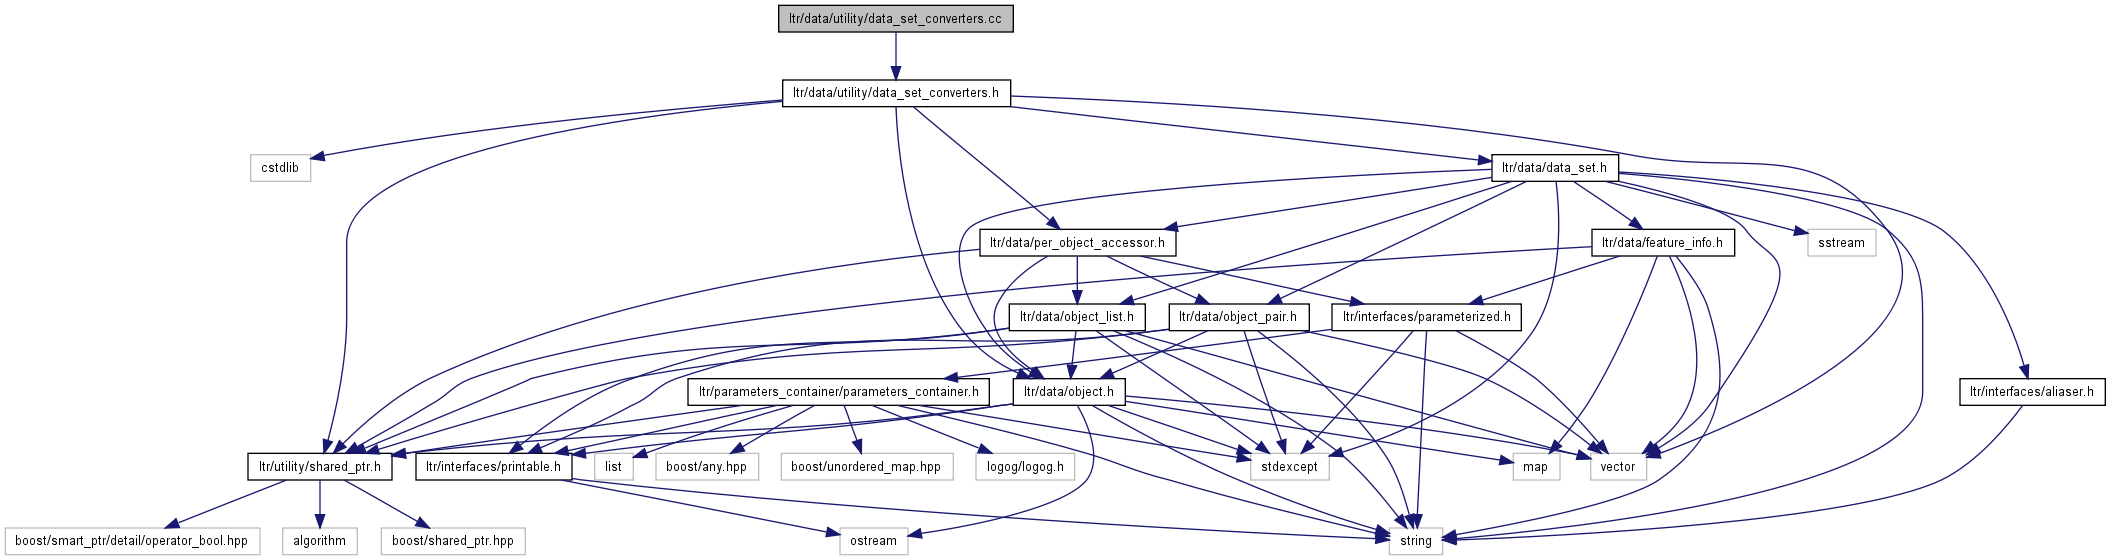 ltr/data/utility/data_set_converters.cc
ltr/data/utility/data_set_converters.h
cstdlib
ltr/data/data_set.h
ltr/data/per_object_accessor.h
ltr/data/feature_info.h
sstream
ltr/data/object_list.h
ltr/data/object_pair.h
ltr/interfaces/parameterized.h
ltr/parameters_container/parameters_container.h
ltr/data/object.h
ltr/interfaces/aliaser.h
ltr/utility/shared_ptr.h
ltr/interfaces/printable.h
list
boost/any.hpp
boost/unordered_map.hpp
logog/logog.h
stdexcept
map
vector
boost/smart_ptr/detail/operator_bool.hpp
algorithm
boost/shared_ptr.hpp
ostream
string